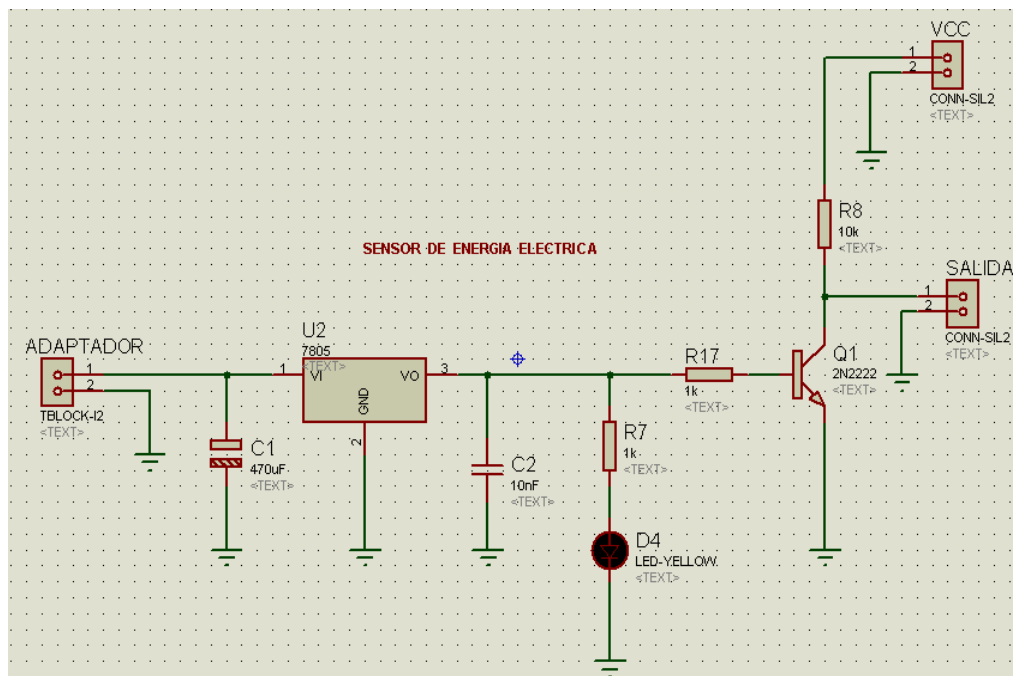 VCC
1
2
CONN-SIL2
<TEXT>
R8
10k
<TEXT>
SENSOR DE ENERGIA ELECTRICA
SALIDA
1
2
CONN-SIL2
<TEXT>
ADAPTADOR
1
2
TBLOCK-I2
<TEXT>
U2
7805
<TEXT>
1
VI
VO
3
GND
2
R17
1k
<TEXT>
Q1
2N2222
<TEXT>
C1
470uF
<TEXT>
C2
10nF
<TEXT>
R7
1k
<TEXT>
D4
LED-YELLOW
<TEXT>